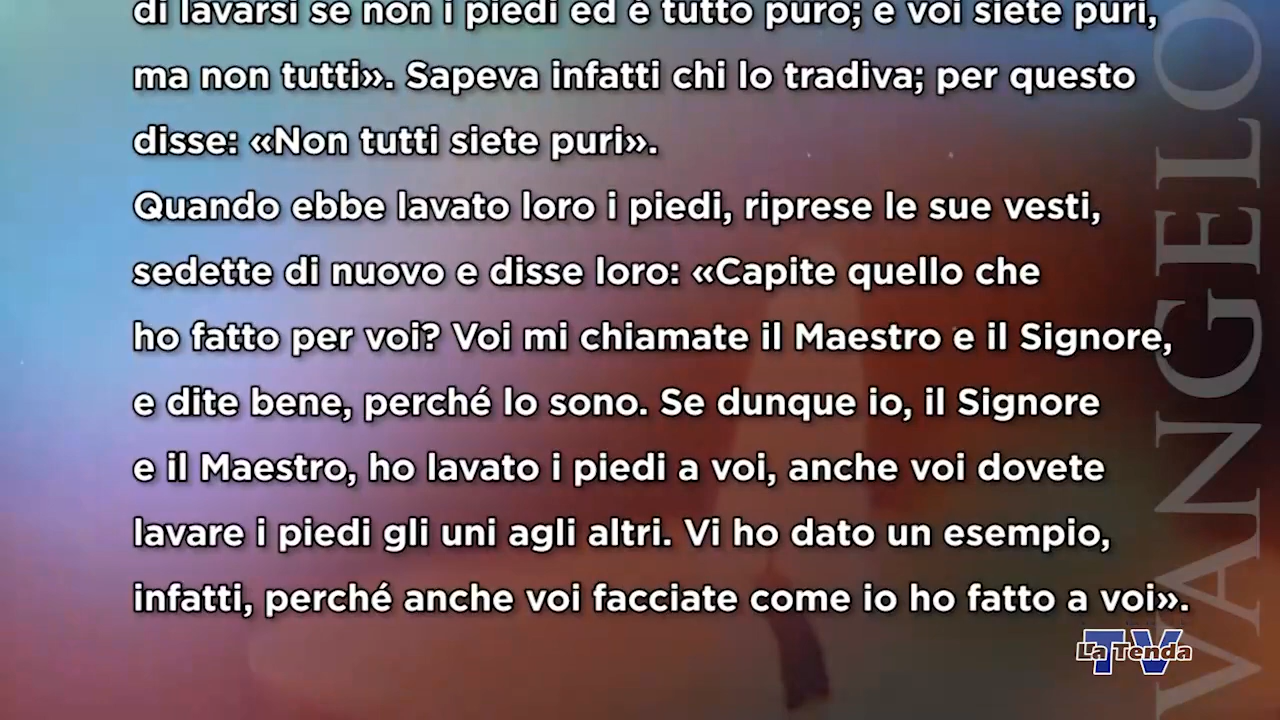 di lavarsi se non i piedi ed è tutto puro; e voi siete puri,
ma non tutti». Sapeva infatti chi lo tradiva; per questo
disse: «Non tutti siete puri».
Quando ebbe lavato loro i piedi, riprese le sue vesti,
sedette di nuovo e disse loro: «Capite quello che
ho fatto per voi? Voi mi chiamate il Maestro e il Signore,
e dite bene, perché lo sono. Se dunque io, il Signore
e il Maestro, ho lavato i piedi a voi, anche voi dovete
lavare i piedi gli uni agli altri. Vi ho dato un esempio,
infatti, perché anche voi facciate come io ho fatto a voi».
VANGELO
TV
La Tenda